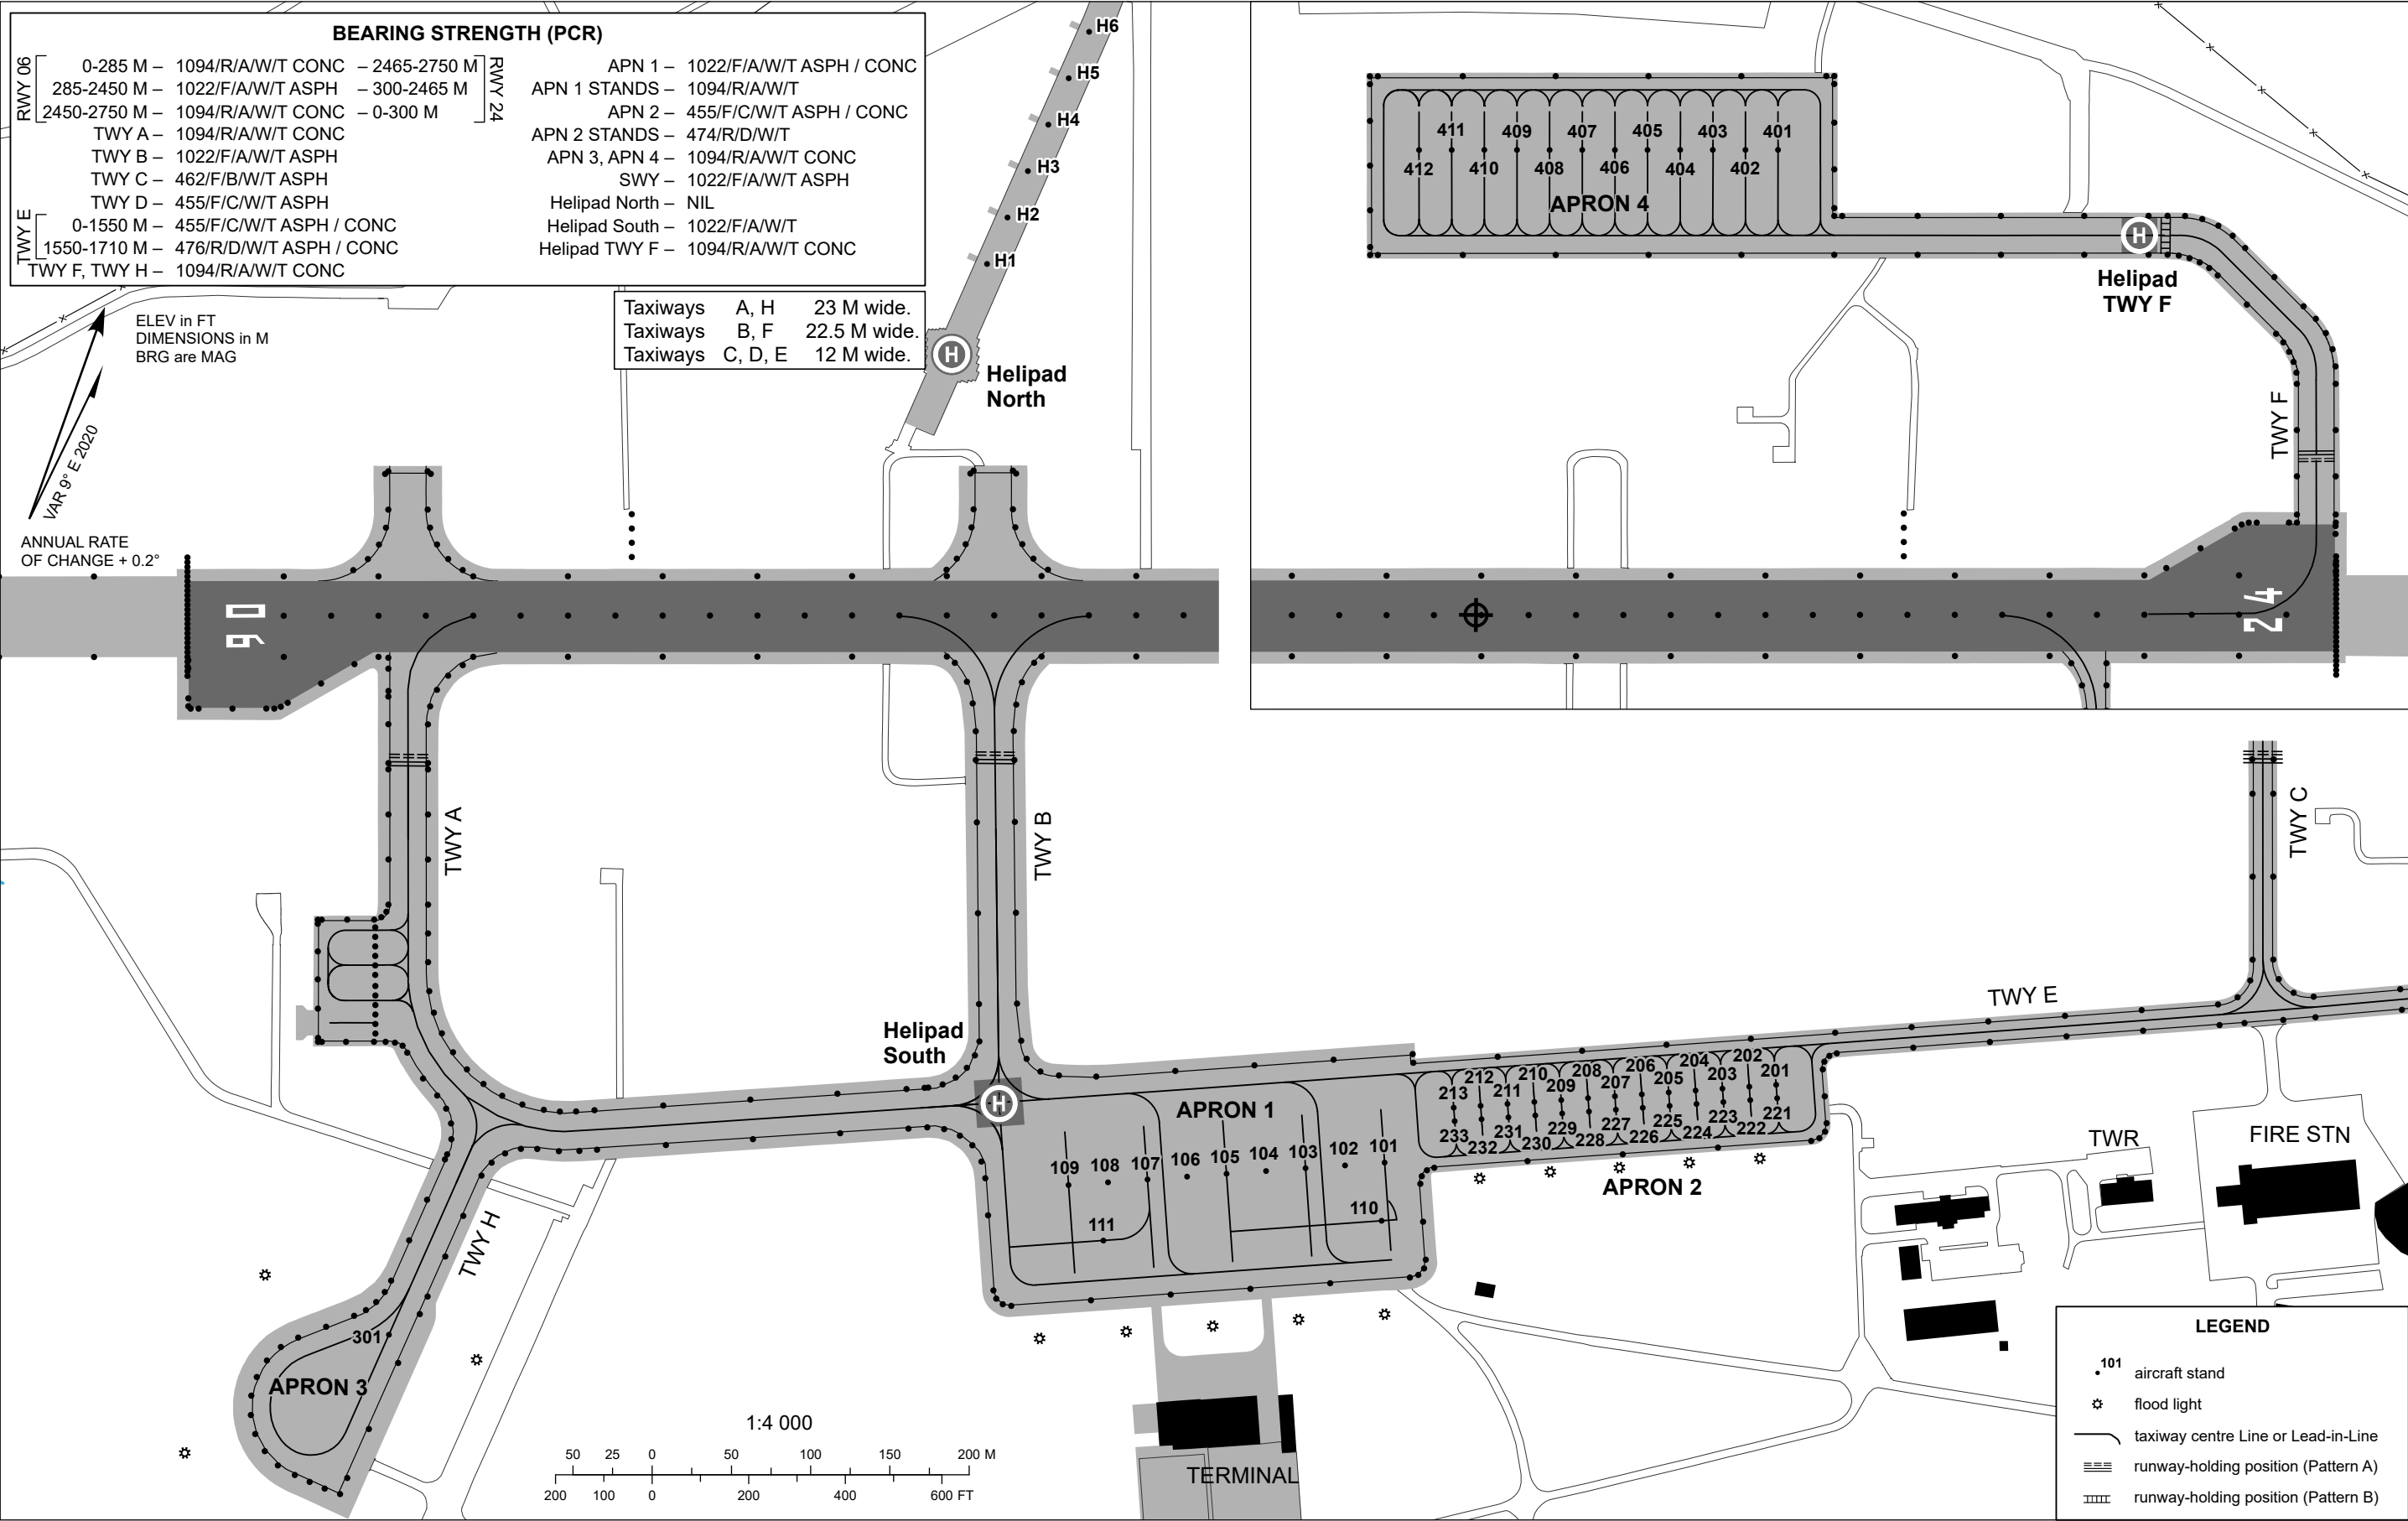 BEARING STRENGTH (PCR)
RWY 06
0-285 M – 1094/R/A/W/T CONC – 2465-2750 M
285-2450 M – 1022/F/A/W/T ASPH – 300-2465 M
2450-2750 M – 1094/R/A/W/T CONC – 0-300 M
RWY 24
TWY A – 1094/R/A/W/T CONC
TWY B – 1022/F/A/W/T ASPH
TWY C – 462/F/B/W/T ASPH
TWY D – 455/F/C/W/T ASPH
TWY E
0-1550 M – 455/F/C/W/T ASPH / CONC
1550-1710 M – 476/R/D/W/T ASPH / CONC
TWY F, TWY H – 1094/R/A/W/T CONC
APN 1 – 1022/F/A/W/T ASPH / CONC
APN 1 STANDS – 1094/R/A/W/T
APN 2 – 455/F/C/W/T ASPH / CONC
APN 2 STANDS – 474/R/D/W/T
APN 3, APN 4 – 1094/R/A/W/T CONC
SWY – 1022/F/A/W/T ASPH
Helipad North – NIL
Helipad South – 1022/F/A/W/T
Helipad TWY F – 1094/R/A/W/T CONC
Taxiways A, H 23 M wide.
Taxiways B, F 22.5 M wide.
Taxiways C, D, E 12 M wide.
ELEV in FT
DIMENSIONS in M
BRG are MAG
VAR 9° E 2020
ANNUAL RATE
OF CHANGE + 0.2°
H6
H5
H4
H3
H2
H1
H
Helipad
North
411 409 407 405 403 401
412 410 408 406 404 402
APRON 4
H
Helipad
TWY F
TWY F
06
24
TWY A
TWY B
TWY C
TWY E
Helipad
South
H
APRON 1
109 108 107 106 105 104 103 102 101
111
110
213 212 211 210 209 208 207 206 205 204 203 202 201
233 232 231 230 229 228 227 226 225 224 223 222 221
APRON 2
TWR
FIRE STN
TWY H
301
APRON 3
1:4 000
50 25 0 50 100 150 200 M
200 100 0 200 400 600 FT
TERMINAL
LEGEND
101 aircraft stand
flood light
taxiway centre Line or Lead-in-Line
runway-holding position (Pattern A)
runway-holding position (Pattern B)